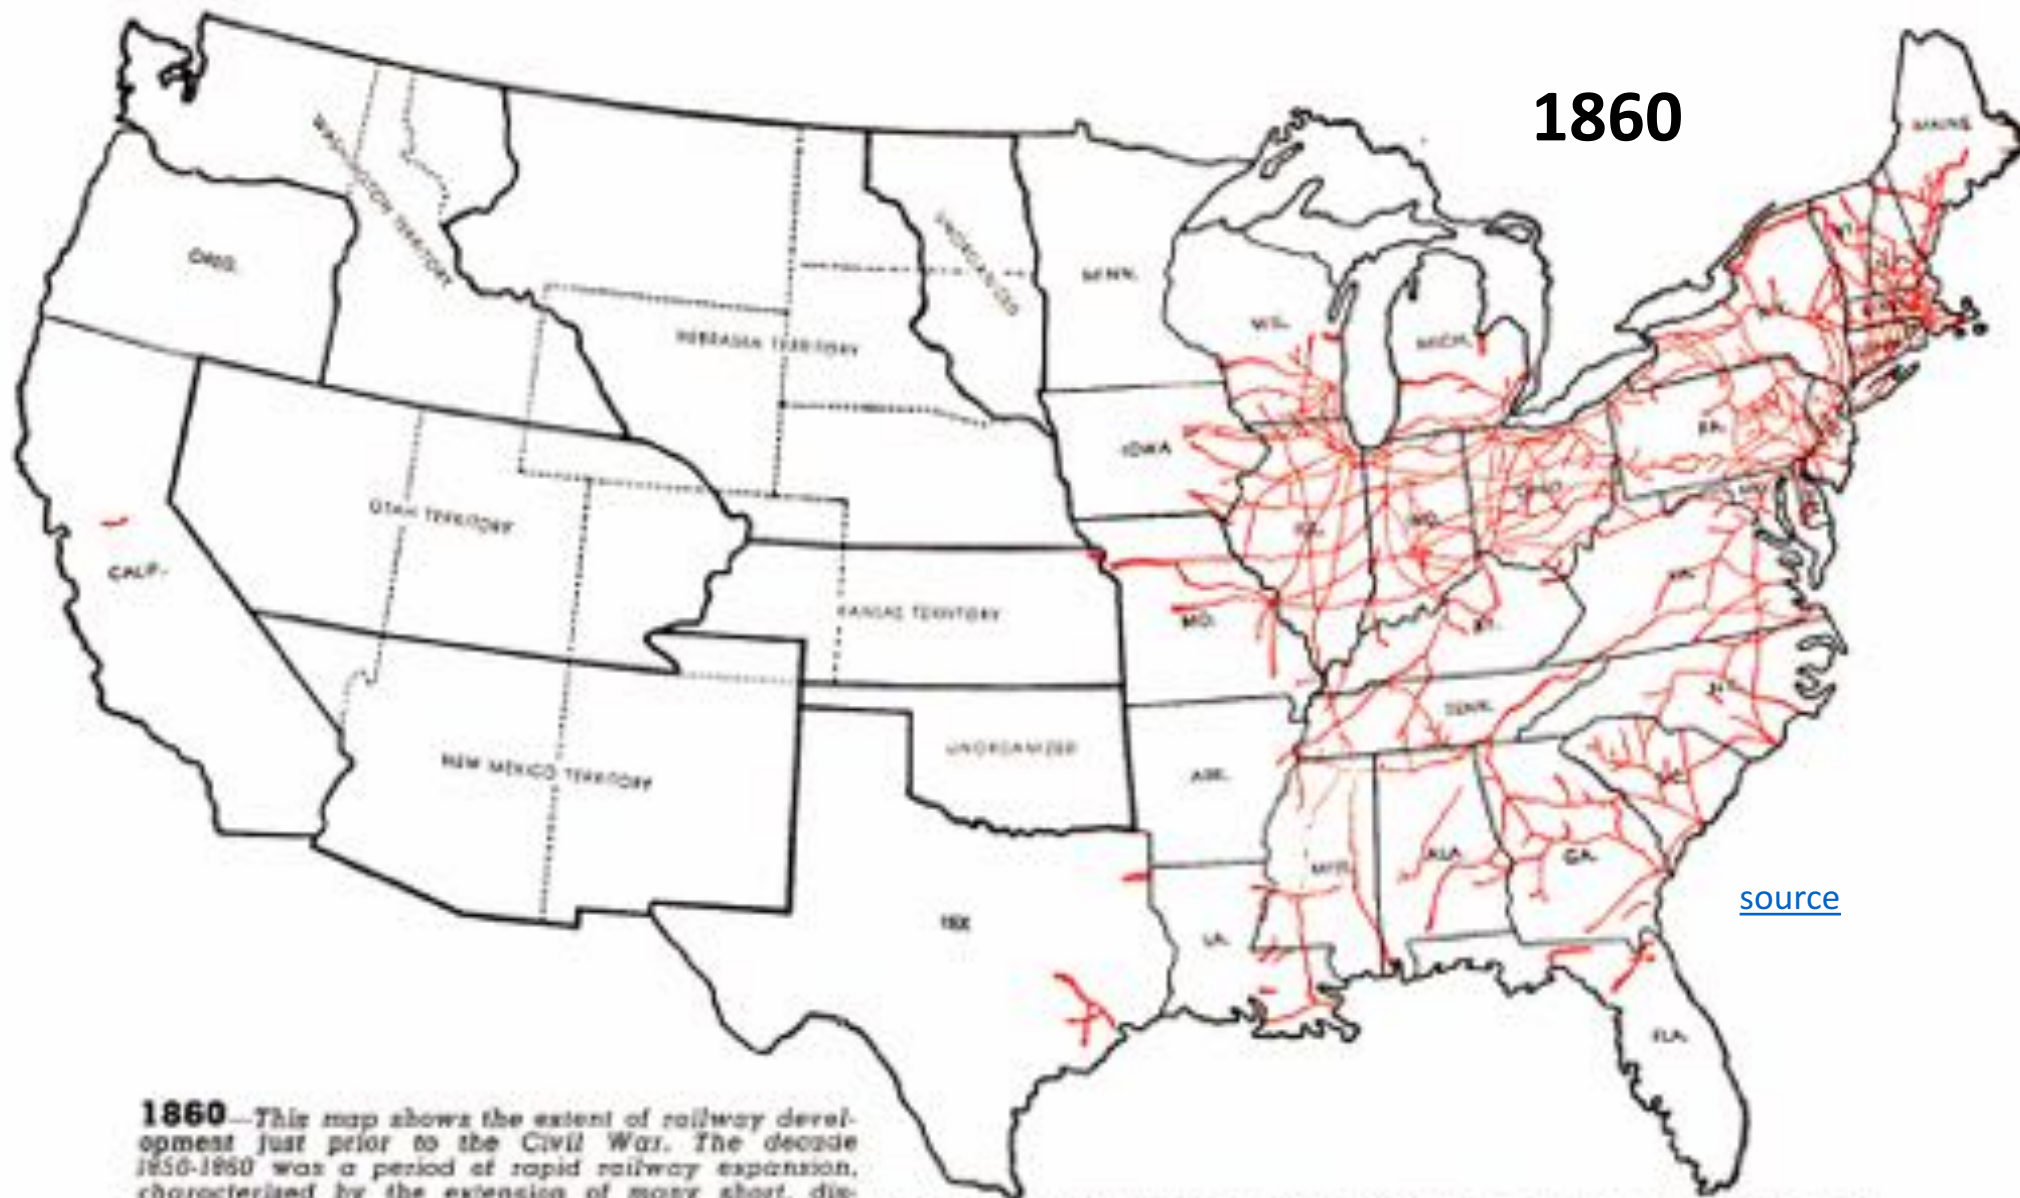 1860
MAINE
WASHINGTON TERRITORY
OREG.
UNORGANIZED
MINN.
VT.
N.Y.
WIS.
MICH.
NEBRASKA TERRITORY
IOWA
PA.
OHIO
UTAH TERRITORY
ILL.
IND.
CALIF.
KANSAS TERRITORY
MO.
VA.
KY.
N.C.
TENN.
UNORGANIZED
NEW MEXICO TERRITORY
ARK.
S.C.
MISS.
ALA.
GA.
source
TEX
LA.
FLA.
1860—This map shows the extent of railway devel-
opment just prior to the Civil War. The decade
1850-1860 was a period of rapid railway expansion,
characterized by the extension of many short, dis-